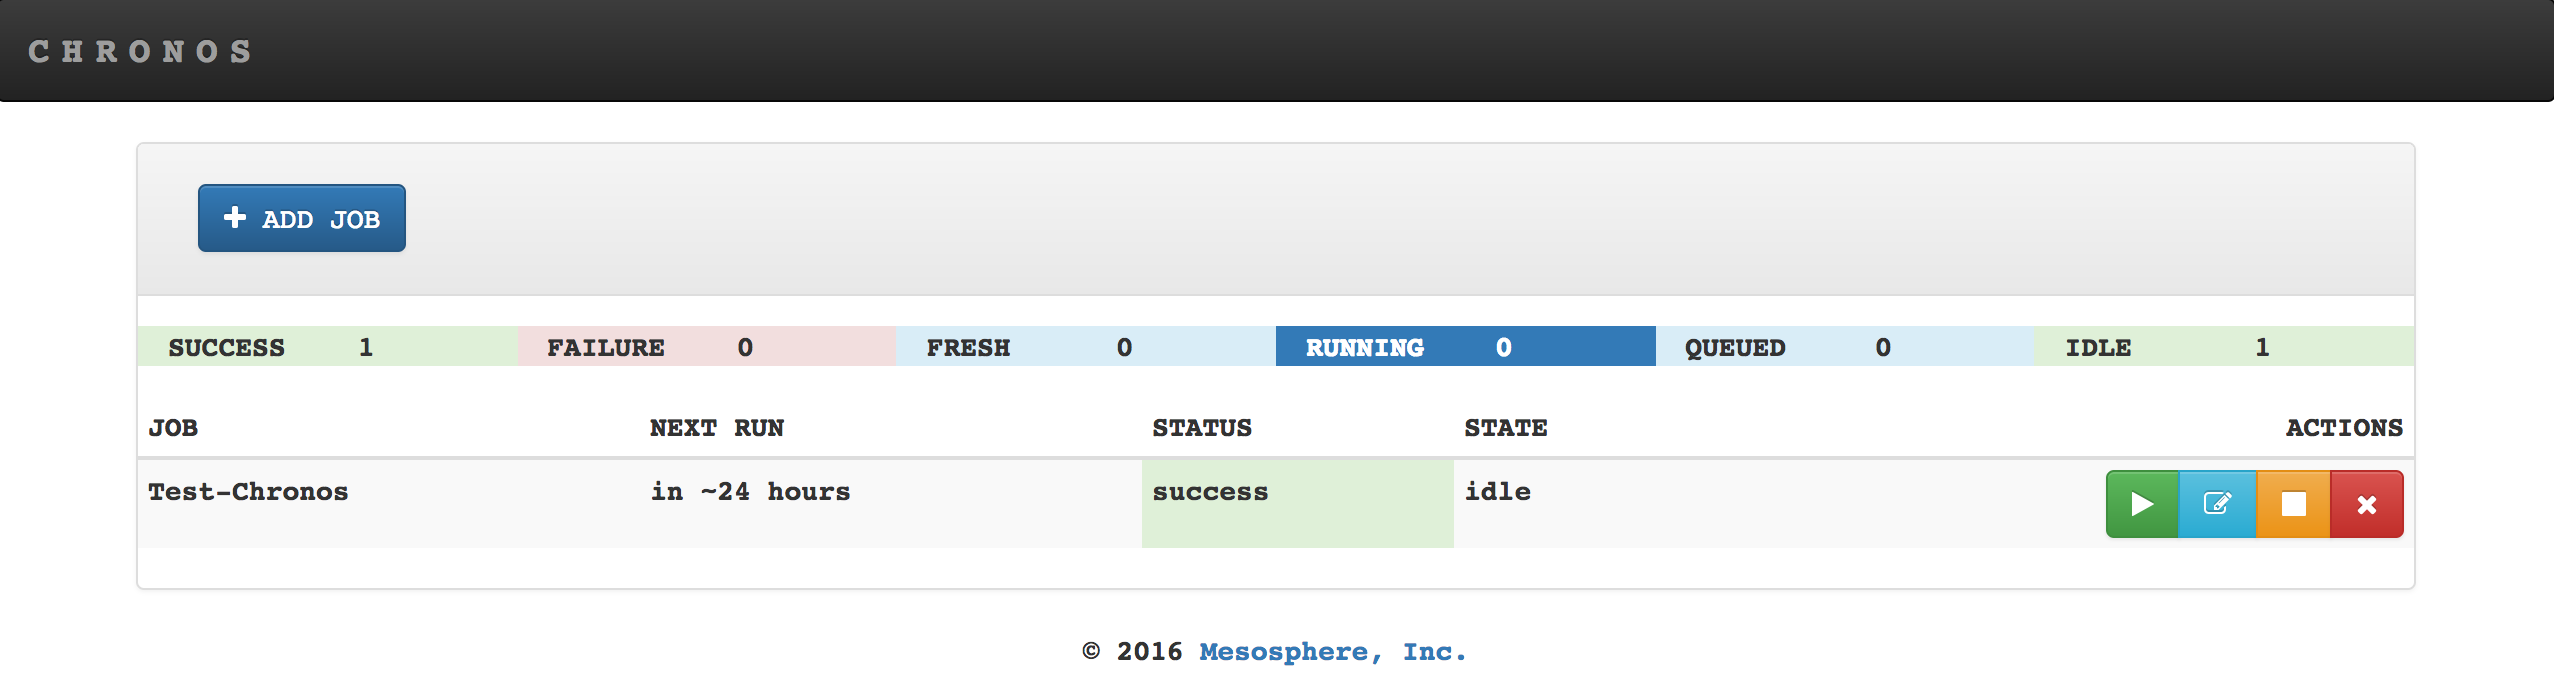 CHRONOS
ADD JOB
SUCCESS 1 FAILURE 0 FRESH 0 RUNNING 0 QUEUED 0 IDLE 1
JOB NEXT RUN STATUS STATE ACTIONS
Test-Chronos in ~24 hours success idle
© 2016 Mesosphere, Inc.